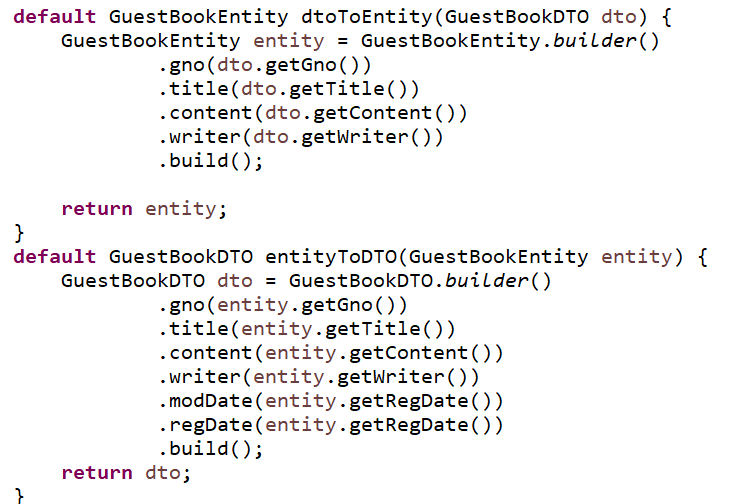 default GuestBookEntity dtoToEntity(GuestBookDTO dto) {
    GuestBookEntity entity = GuestBookEntity.builder()
            .gno(dto.getGno())
            .title(dto.getTitle())
            .content(dto.getContent())
            .writer(dto.getWriter())
            .build();

    return entity;
}
default GuestBookDTO entityToDTO(GuestBookEntity entity) {
    GuestBookDTO dto = GuestBookDTO.builder()
            .gno(entity.getGno())
            .title(entity.getTitle())
            .content(entity.getContent())
            .writer(entity.getWriter())
            .modDate(entity.getRegDate())
            .regDate(entity.getRegDate())
            .build();
    return dto;
}